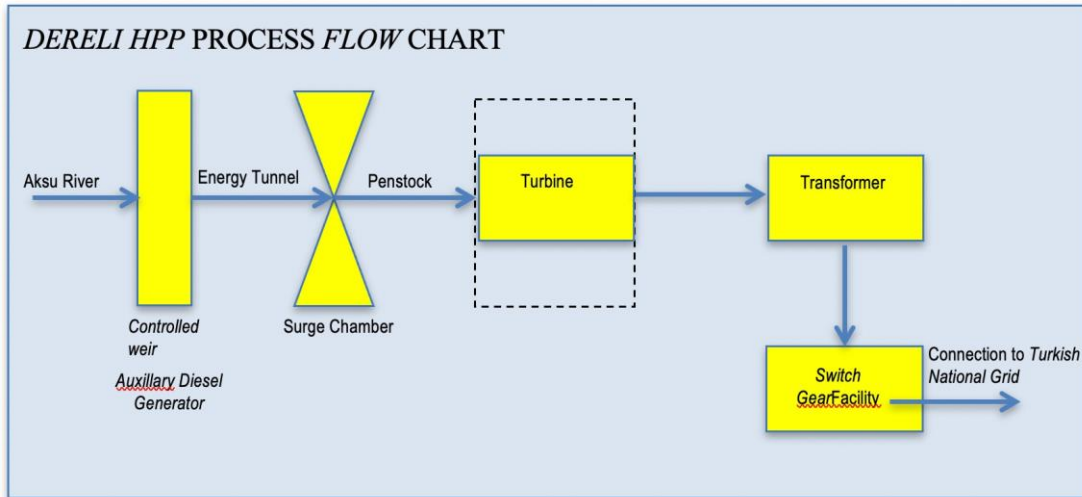 DERELI HPP PROCESS FLOW CHART
Aksu River
Energy Tunnel
Penstock
Turbine
Transformer
Controlled
weir
Auxillary Diesel
Generator
Surge Chamber
Switch
GearFacility
Connection to Turkish
National Grid